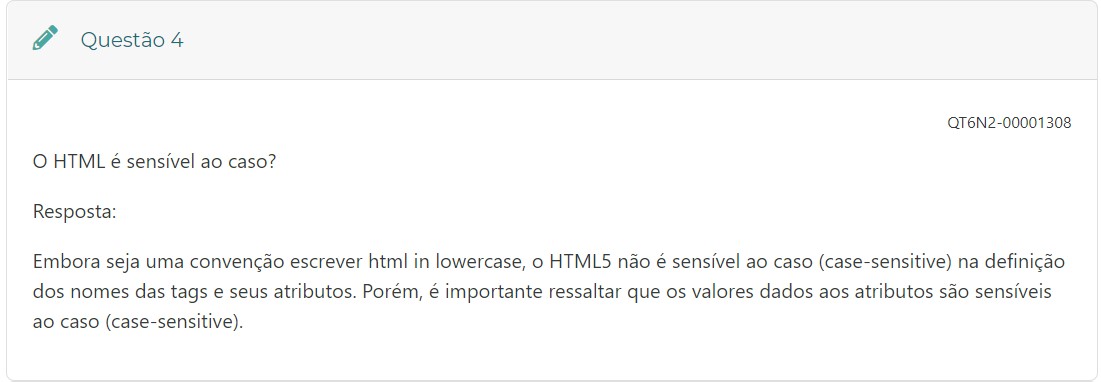 Questão 4
QT6N2-00001308
O HTML é sensível ao caso?
Resposta:
Embora seja uma convenção escrever html in lowercase, o HTML5 não é sensível ao caso (case-sensitive) na definição
dos nomes das tags e seus atributos. Porém, é importante ressaltar que os valores dados aos atributos são sensíveis
ao caso (case-sensitive).